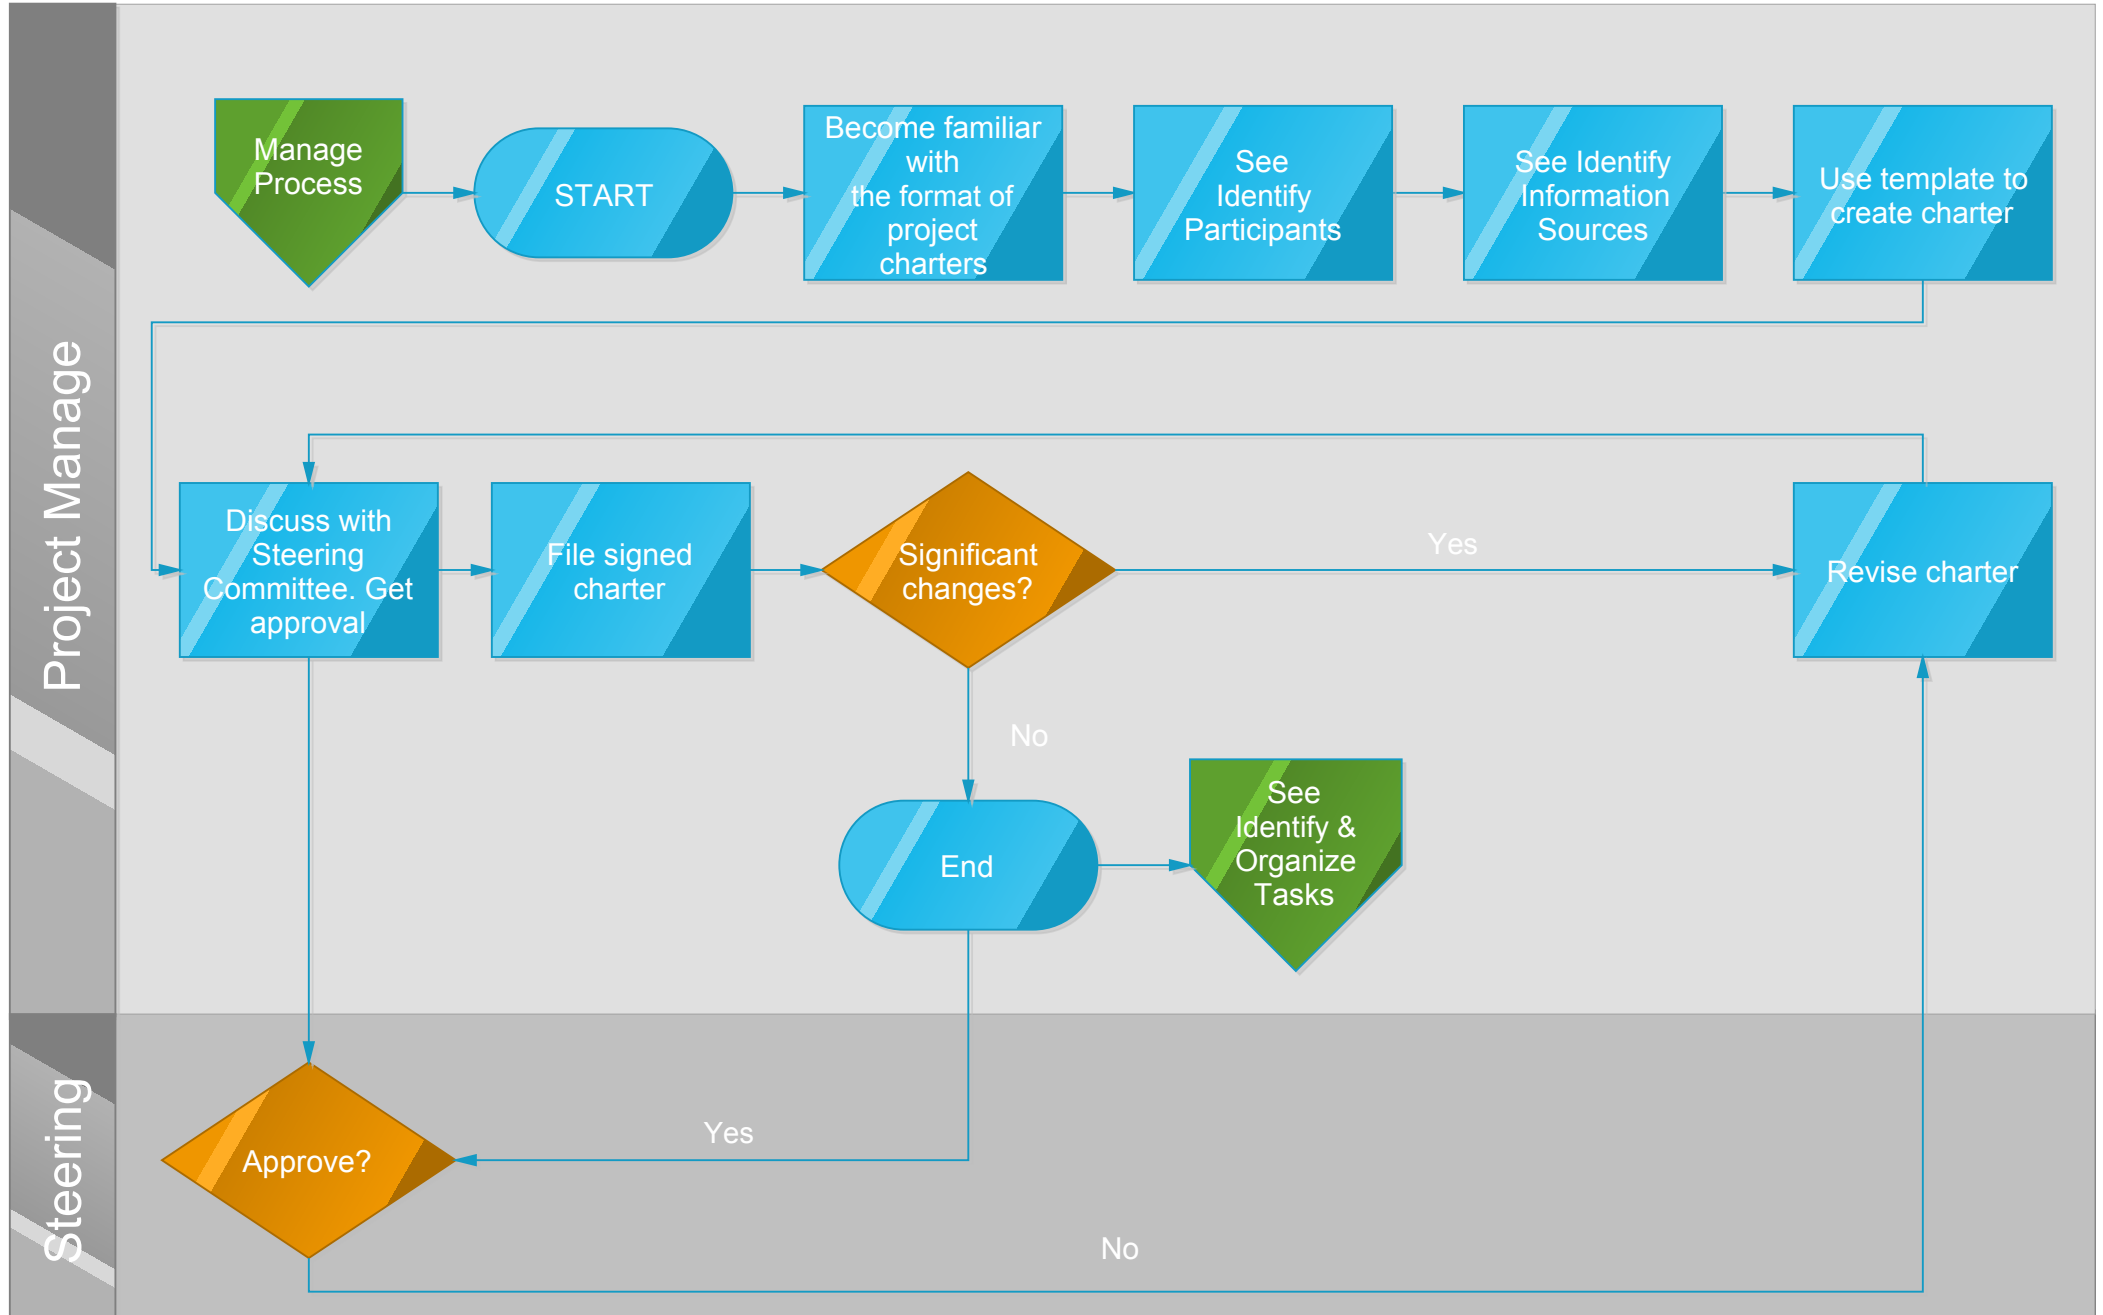 Project Manage
Manage
Process
START
Become familiar
with
the format of
project
charters
See
Identify
Participants
See Identify
Information
Sources
Use template to
create charter
Discuss with
Steering
Committee. Get
approval
File signed
charter
Significant
changes?
Yes
Revise charter
No
End
See
Identify &
Organize
Tasks
Steering
Approve?
Yes
No